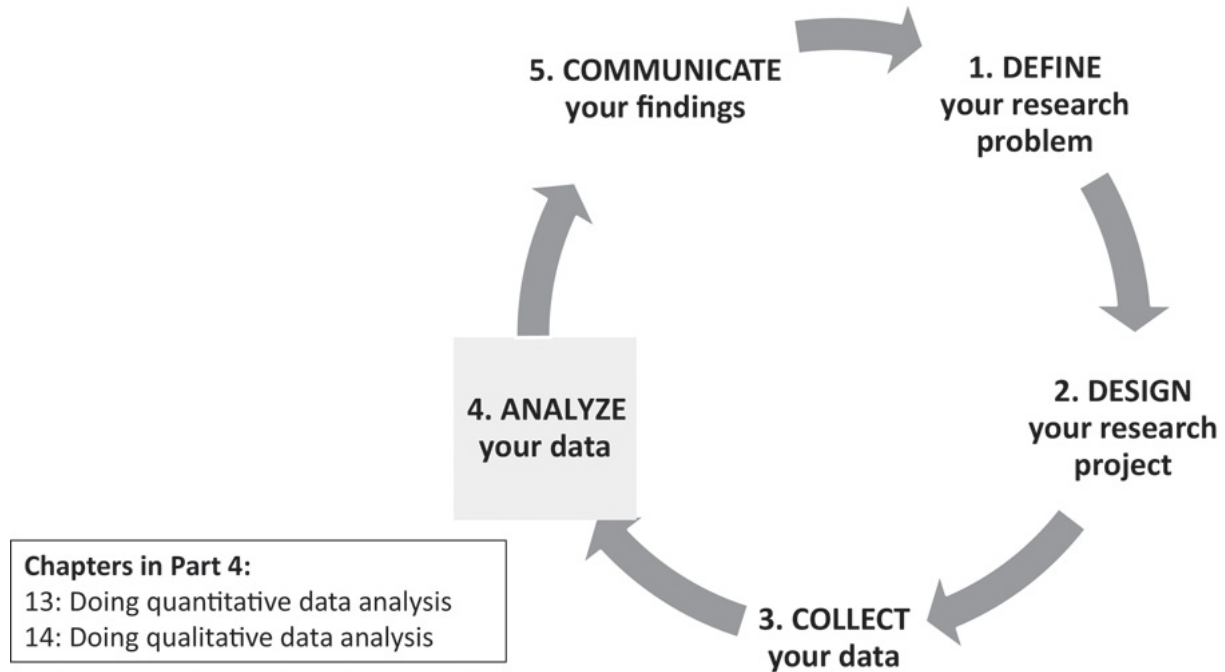 5. COMMUNICATE
your findings
1. DEFINE
your research
problem
2. DESIGN
your research
project
3. COLLECT
your data
4. ANALYZE
your data
Chapters in Part 4:
13: Doing quantitative data analysis
14: Doing qualitative data analysis